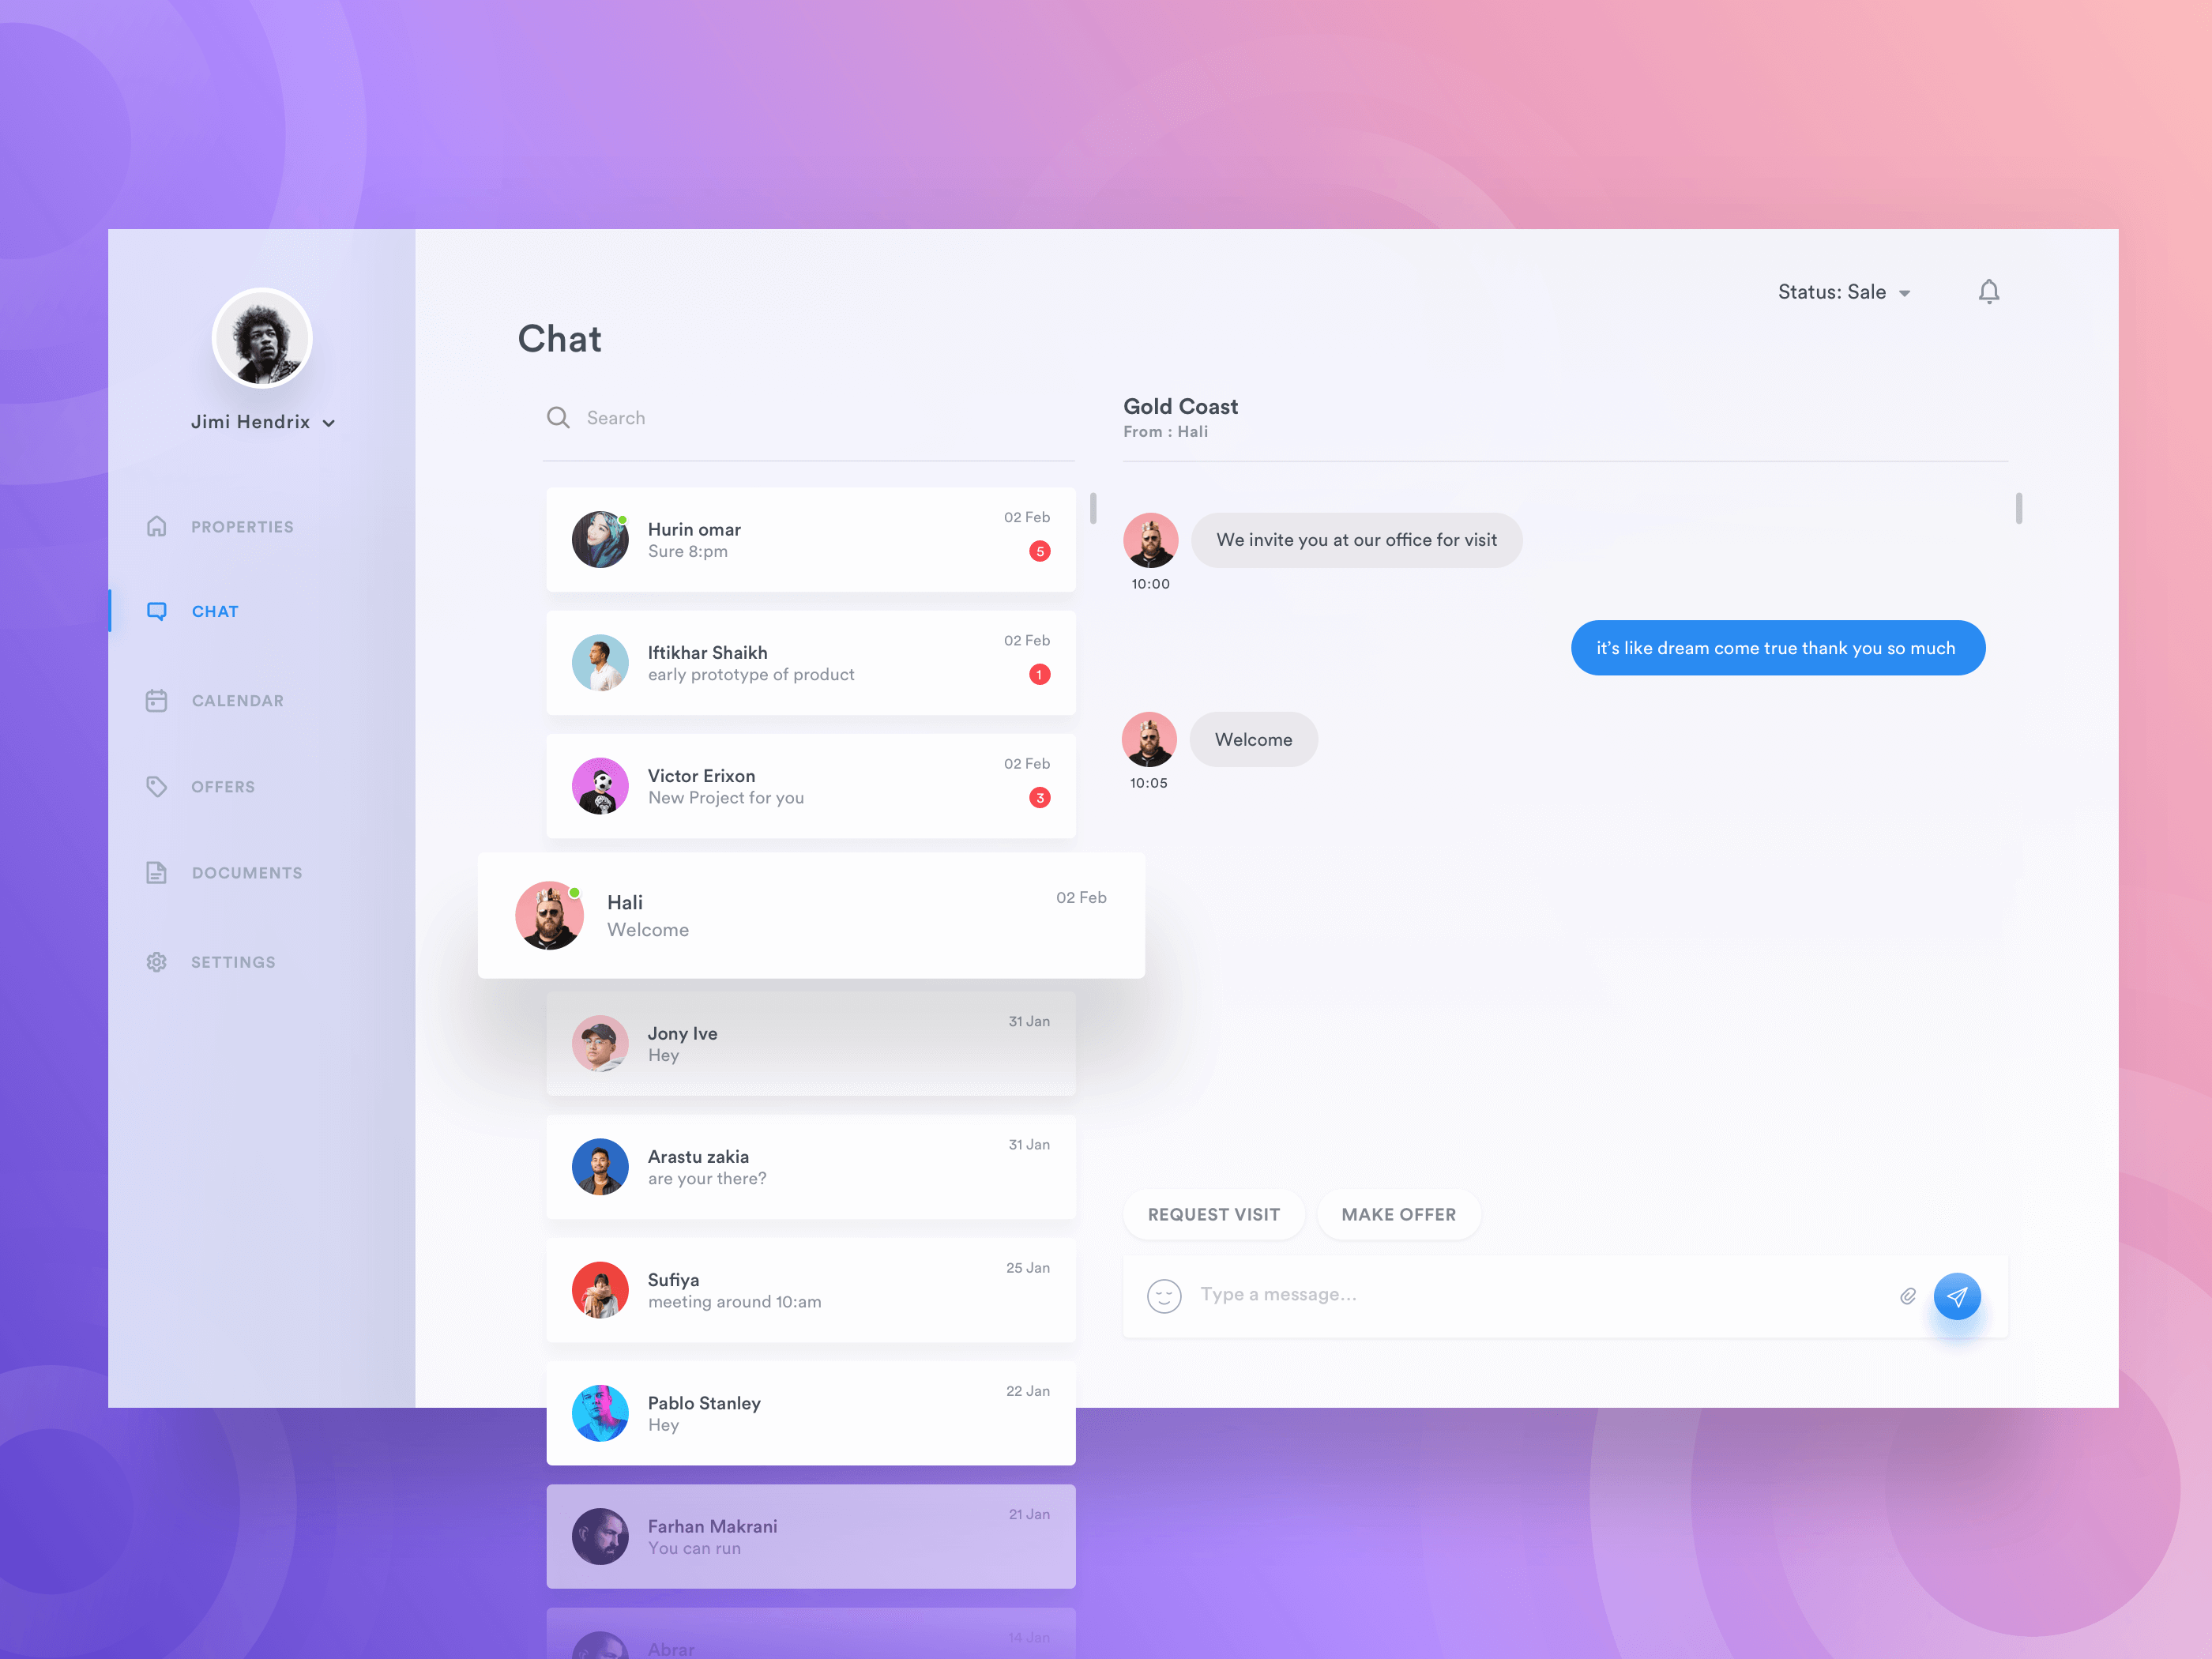 Jimi Hendrix
PROPERTIES
CHAT
CALENDAR
OFFERS
DOCUMENTS
SETTINGS
Status: Sale
Chat
Search
Hurin omar
Sure 8:pm
02 Feb
5
Iftikhar Shaikh
early prototype of product
02 Feb
1
Victor Erixon
New Project for you
02 Feb
3
Hali
Welcome
02 Feb
Jony Ive
Hey
31 Jan
Arastu zakia
are your there?
31 Jan
Sufiya
meeting around 10:am
25 Jan
Pablo Stanley
Hey
22 Jan
Farhan Makrani
You can run
21 Jan
Abrar
14 Jan
Gold Coast
From : Hali
We invite you at our office for visit
10:00
it's like dream come true thank you so much
Welcome
10:05
REQUEST VISIT
MAKE OFFER
Type a message...